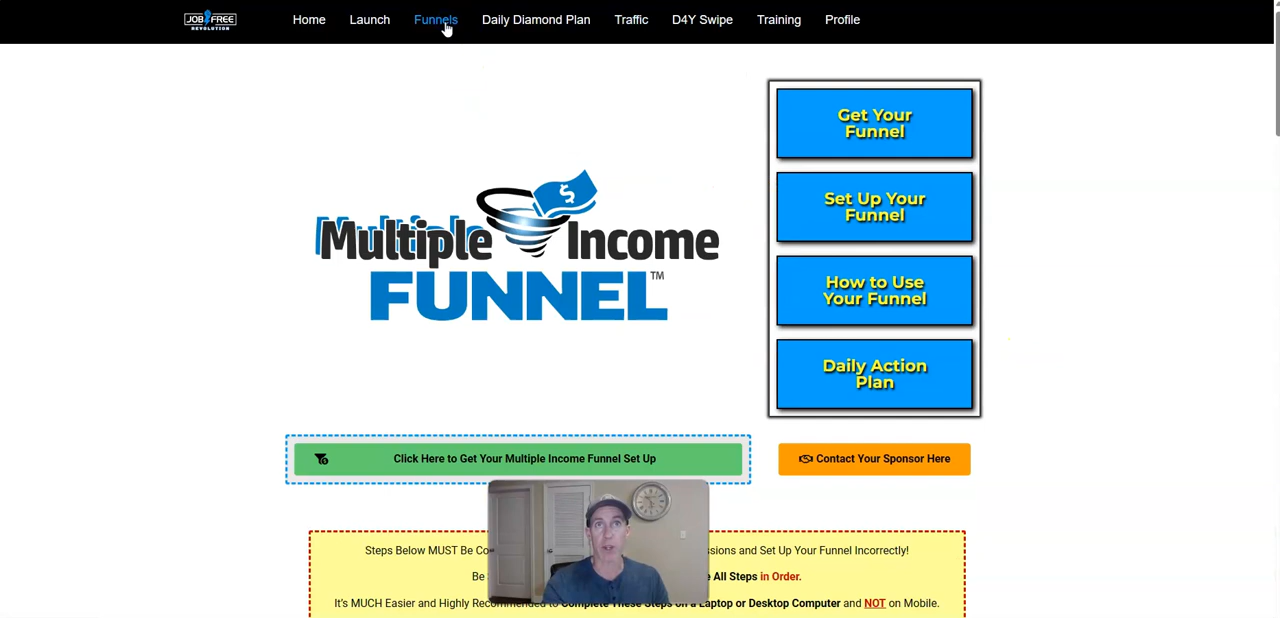 JOB FREE
REVOLUTION
Home Launch Funnels Daily Diamond Plan Traffic D4Y Swipe Training Profile
Multiple Income
FUNNEL™
Get Your
Funnel
Set Up Your
Funnel
How to Use
Your Funnel
Daily Action
Plan
Click Here to Get Your Multiple Income Funnel Set Up
Contact Your Sponsor Here
Steps Below MUST Be ssions and Set Up Your Funnel Incorrectly!
Be All Steps in Order.
It's MUCH Easier and Highly Recommended to Complete These Steps on a Laptop or Desktop Computer and NOT on Mobile.